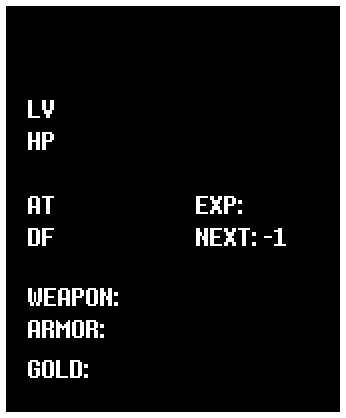 LV
HP
AT EXP:
DF NEXT: -1
WEAPON:
ARMOR:
GOLD: